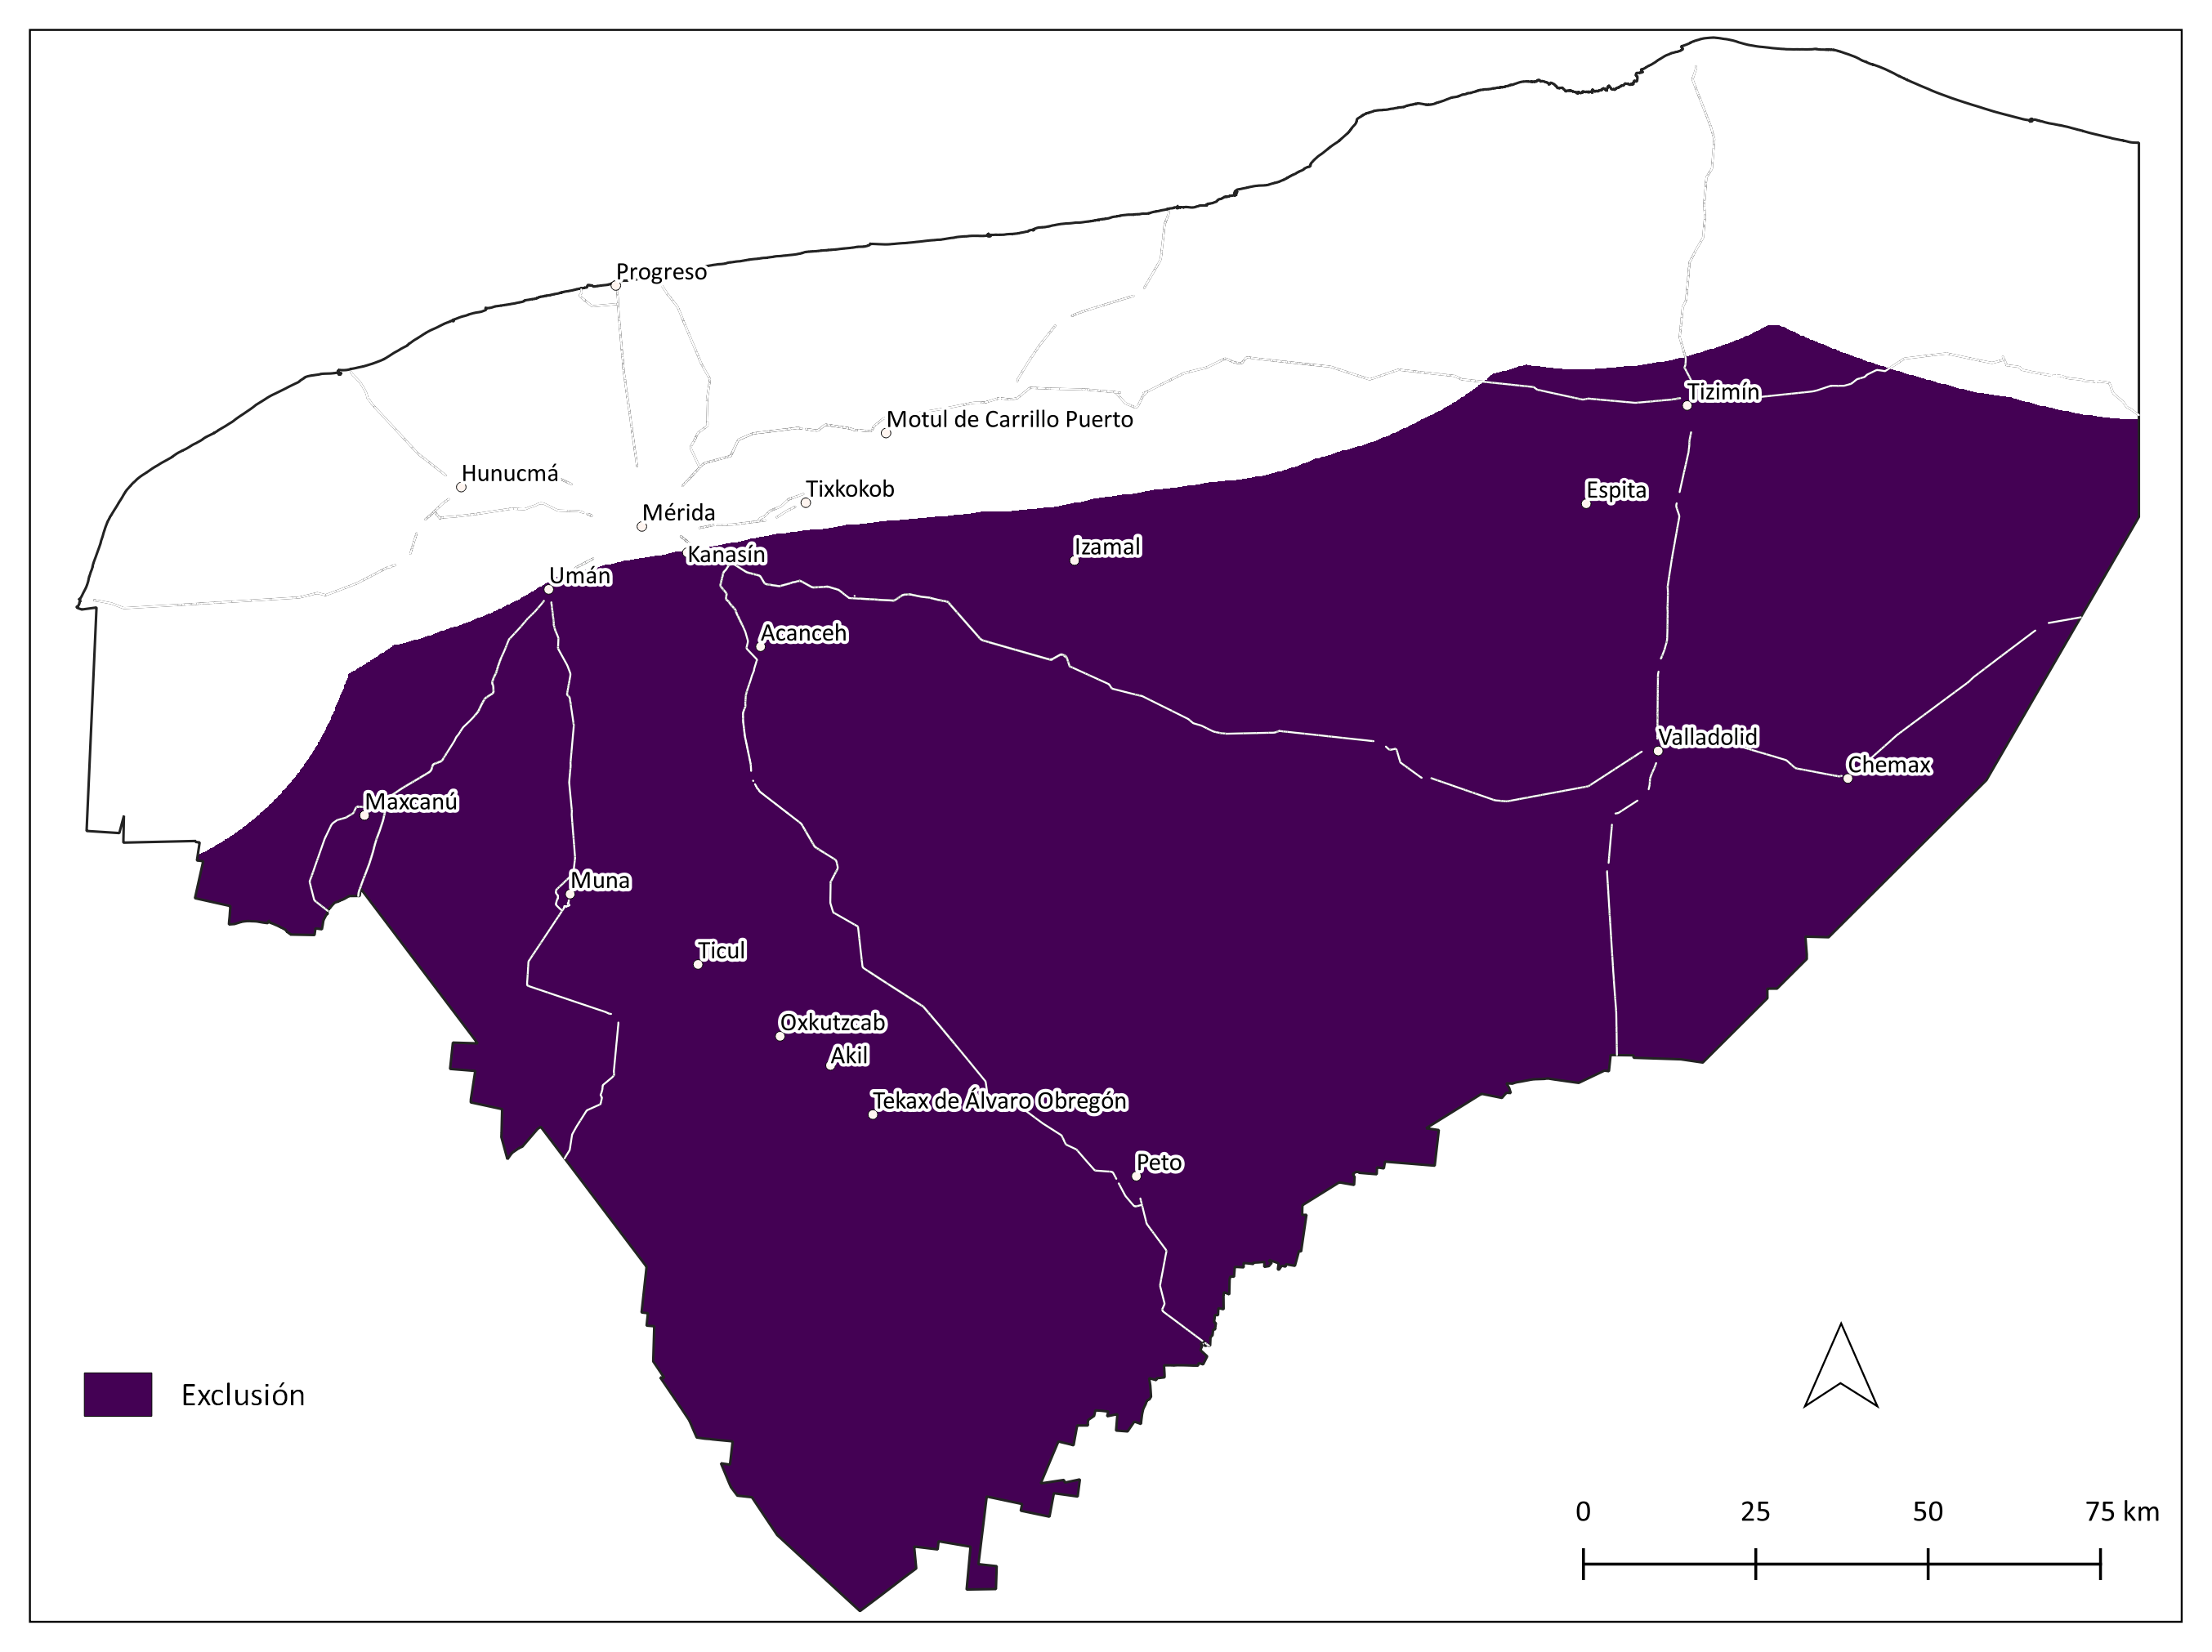 Progreso
Tizimín
Motul de Carrillo Puerto
Hunucmá
Tixkokob
Espita
Mérida
Izamal
Kanasín
Umán
Acanceh
Valladolid
Chemax
Maxcanú
Muna
Ticul
Oxkutzcab
Akil
Tekax de Álvaro Obregón
Peto
Exclusión
0 25 50 75 km